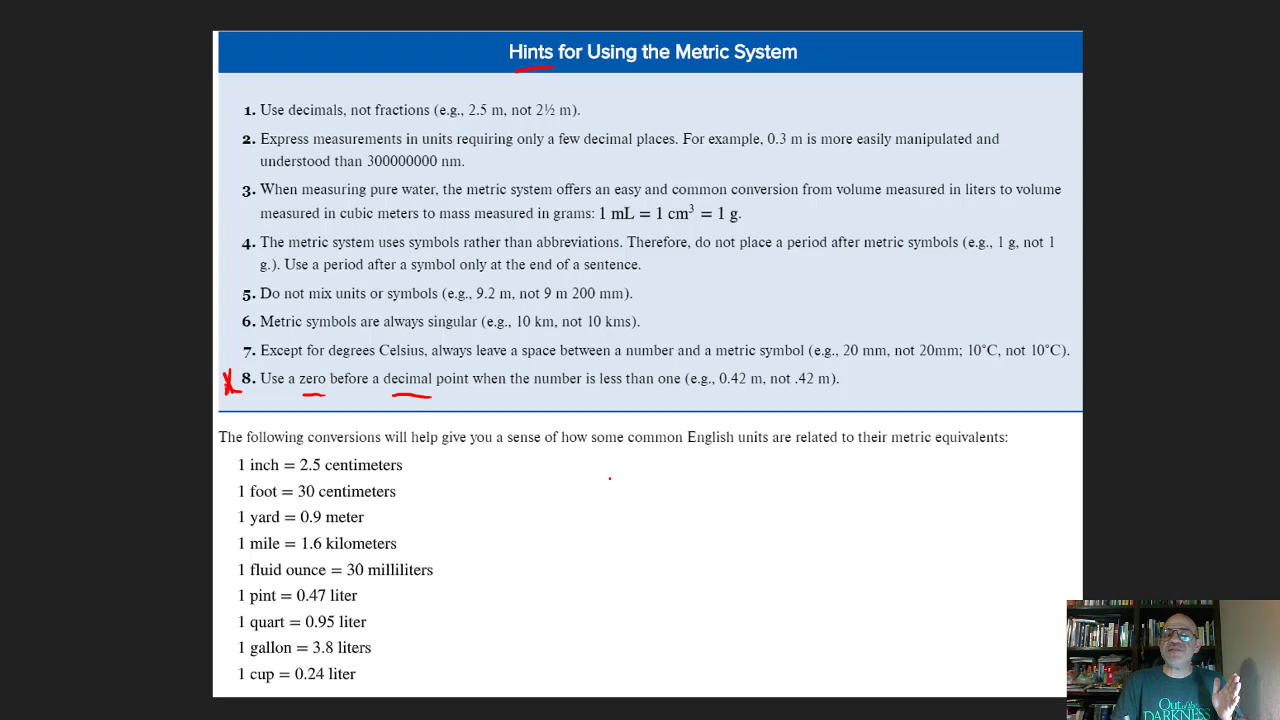 Hints for Using the Metric System
1. Use decimals, not fractions (e.g., 2.5 m, not 2½ m).
2. Express measurements in units requiring only a few decimal places. For example, 0.3 m is more easily manipulated and
understood than 300000000 nm.
3. When measuring pure water, the metric system offers an easy and common conversion from volume measured in liters to volume
measured in cubic meters to mass measured in grams: 1 mL = 1 cm³ = 1 g.
4. The metric system uses symbols rather than abbreviations. Therefore, do not place a period after metric symbols (e.g., 1 g, not 1
g.). Use a period after a symbol only at the end of a sentence.
5. Do not mix units or symbols (e.g., 9.2 m, not 9 m 200 mm).
6. Metric symbols are always singular (e.g., 10 km, not 10 kms).
7. Except for degrees Celsius, always leave a space between a number and a metric symbol (e.g., 20 mm, not 20mm; 10°C, not 10°C).
8. Use a zero before a decimal point when the number is less than one (e.g., 0.42 m, not .42 m).
The following conversions will help give you a sense of how some common English units are related to their metric equivalents:
1 inch = 2.5 centimeters
1 foot = 30 centimeters
1 yard = 0.9 meter
1 mile = 1.6 kilometers
1 fluid ounce = 30 milliliters
1 pint = 0.47 liter
1 quart = 0.95 liter
1 gallon = 3.8 liters
1 cup = 0.24 liter
Out of the
DARKNESS